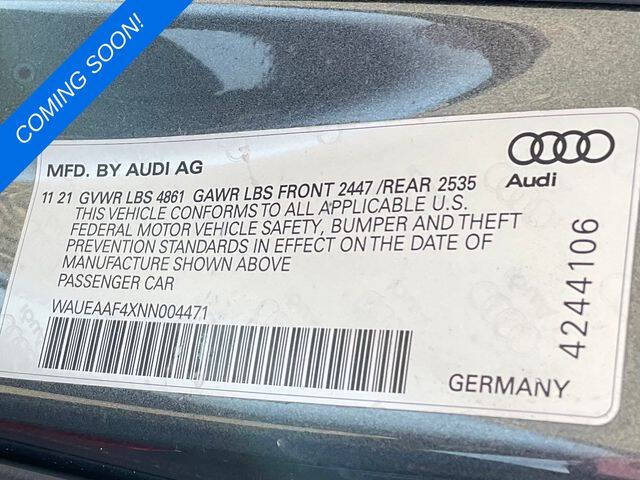 COMING SOON!
MFD. BY AUDI AG
11 21 GVWR LBS 4861 GAWR LBS FRONT 2447 /REAR 2535
THIS VEHICLE CONFORMS TO ALL APPLICABLE U.S.
FEDERAL MOTOR VEHICLE SAFETY, BUMPER AND THEFT
PREVENTION STANDARDS IN EFFECT ON THE DATE OF
MANUFACTURE SHOWN ABOVE
PASSENGER CAR
WAUEAAF4XNN004471
Audi
4244106
GERMANY